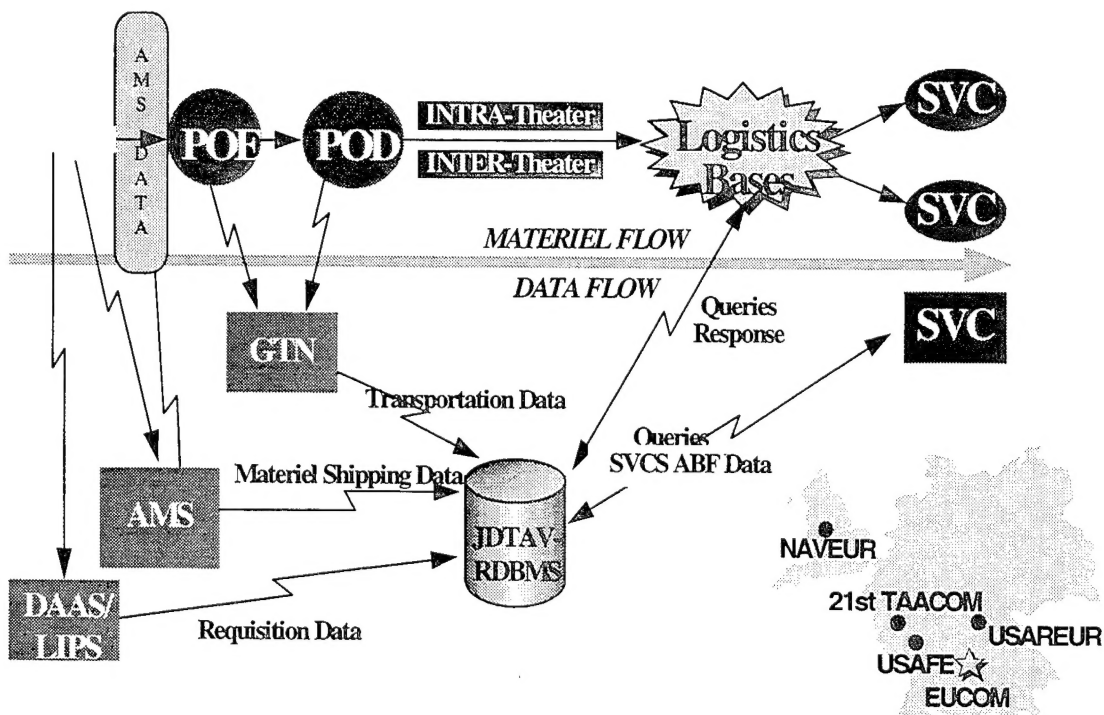 AMS DATA
POE
POD
INTRA-Theater
INTER-Theater
Logistics
Bases
SVC
SVC
MATERIEL FLOW
DATA FLOW
GTN
Queries
Response
SVC
Transportation Data
Queries
SVCS ABF Data
Materiel Shipping Data
AMS
JDTAV-
RDBMS
DAAS/
LIPS
Requisition Data
NAVEUR
21st TAACOM
USAREUR
USAFE
EUCOM